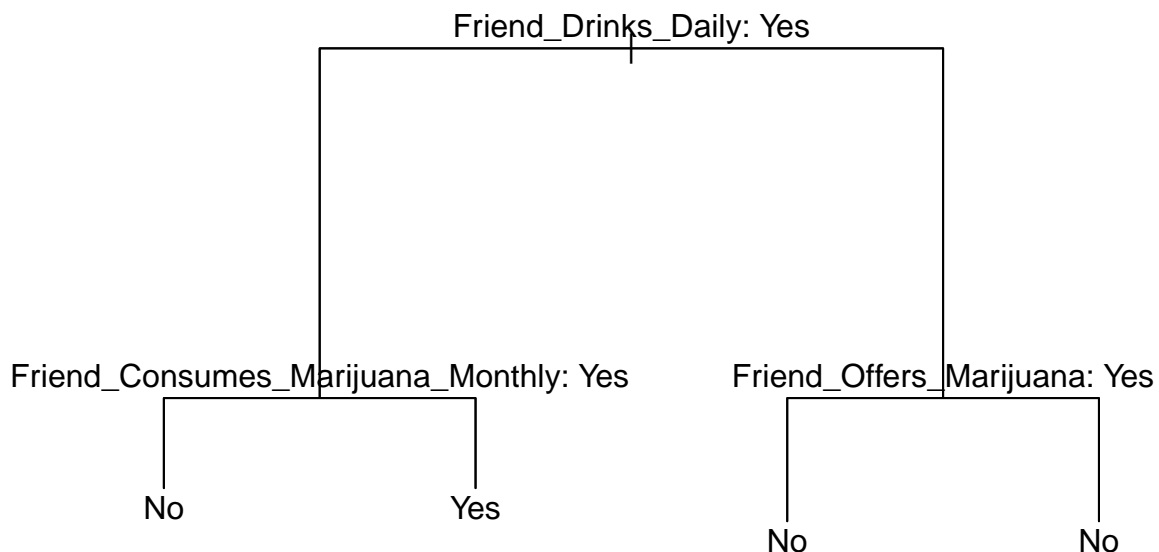 Friend_Drinks_Daily: Yes
Friend_Consumes_Marijuana_Monthly: Yes
Friend_Offers_Marijuana: Yes
No
Yes
No
No